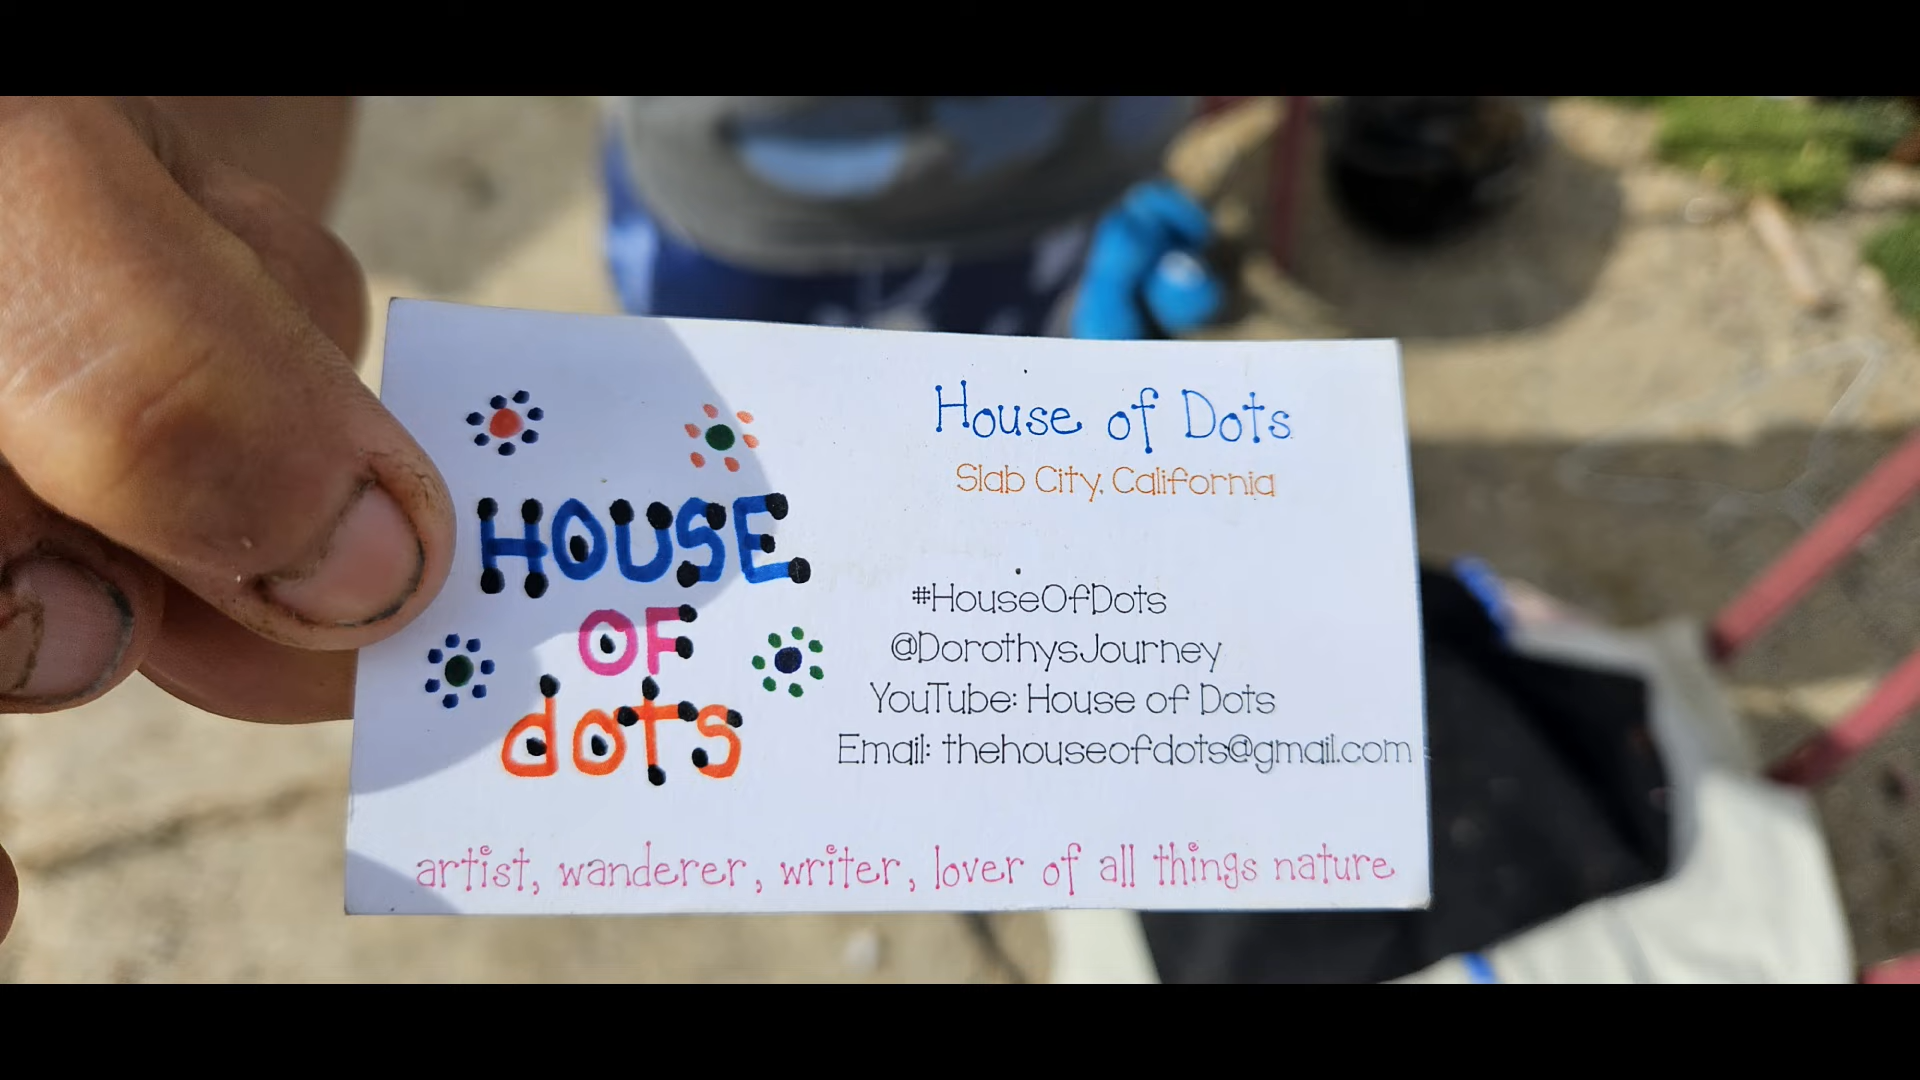 HOUSE
OF
dots
House of Dots
Slab City, California
#HouseOfDots
@DorothysJourney
YouTube: House of Dots
Email: thehouseofdots@gmail.com
artist, wanderer, writer, lover of all things nature